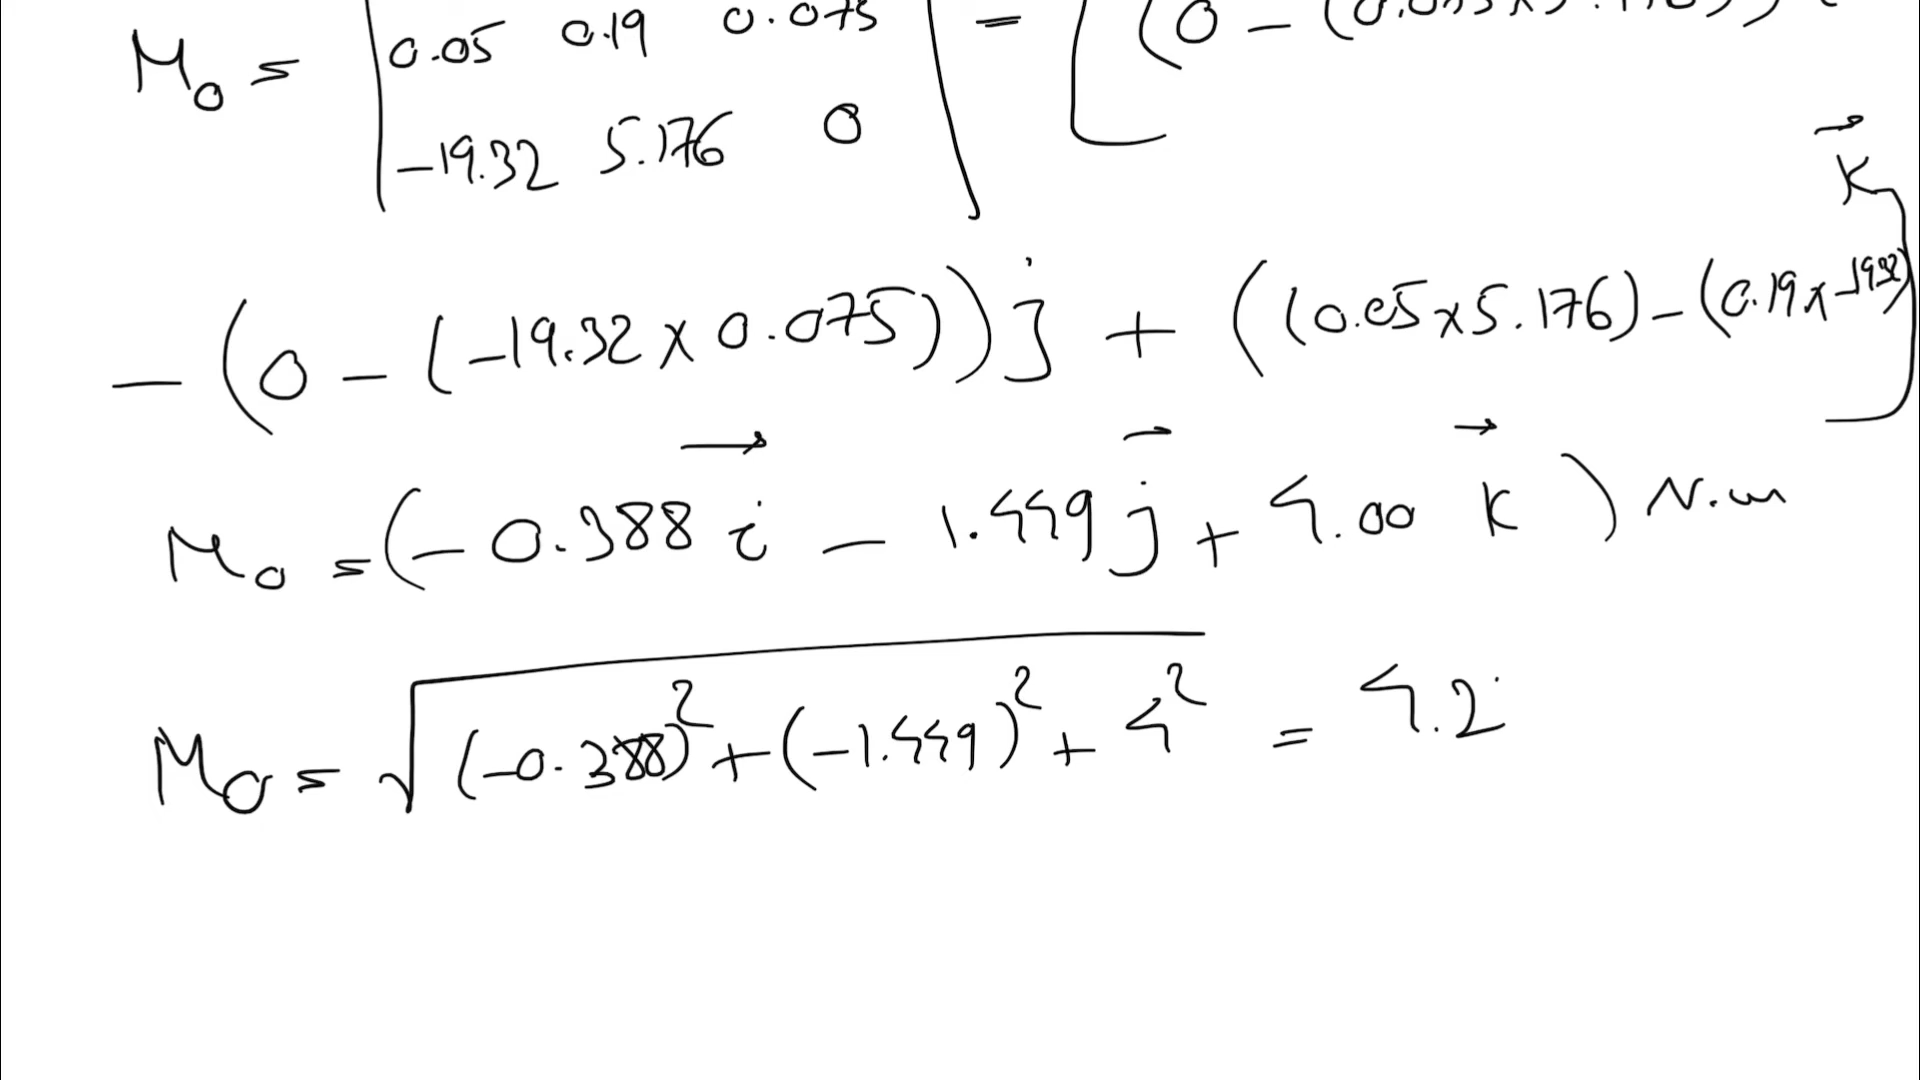 M₀ = | 0.05 0.19 0.075 | = [ (0 - (
| -19.32 5.176 0 |
k
- (0 - (-19.32 x 0.075)) j + ((0.05 x 5.176) - (0.19 x -19.32)
M₀ = (-0.388 i - 1.449 j + 4.00 k) N.m
M₀ = √(-0.388)² + (-1.449)² + 4² = 4.2